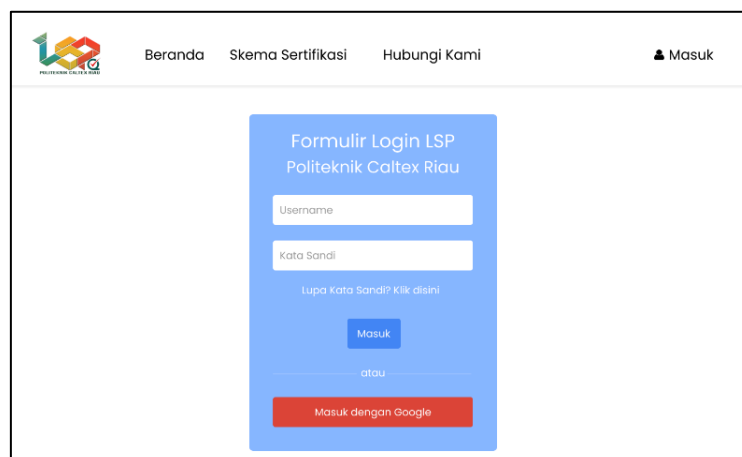 LSP
POLITEKNIK CALTEX RIAU
Beranda Skema Sertifikasi Hubungi Kami Masuk
Formulir Login LSP
Politeknik Caltex Riau
Username
Kata Sandi
Lupa Kata Sandi? Klik disini
Masuk
atau
Masuk dengan Google